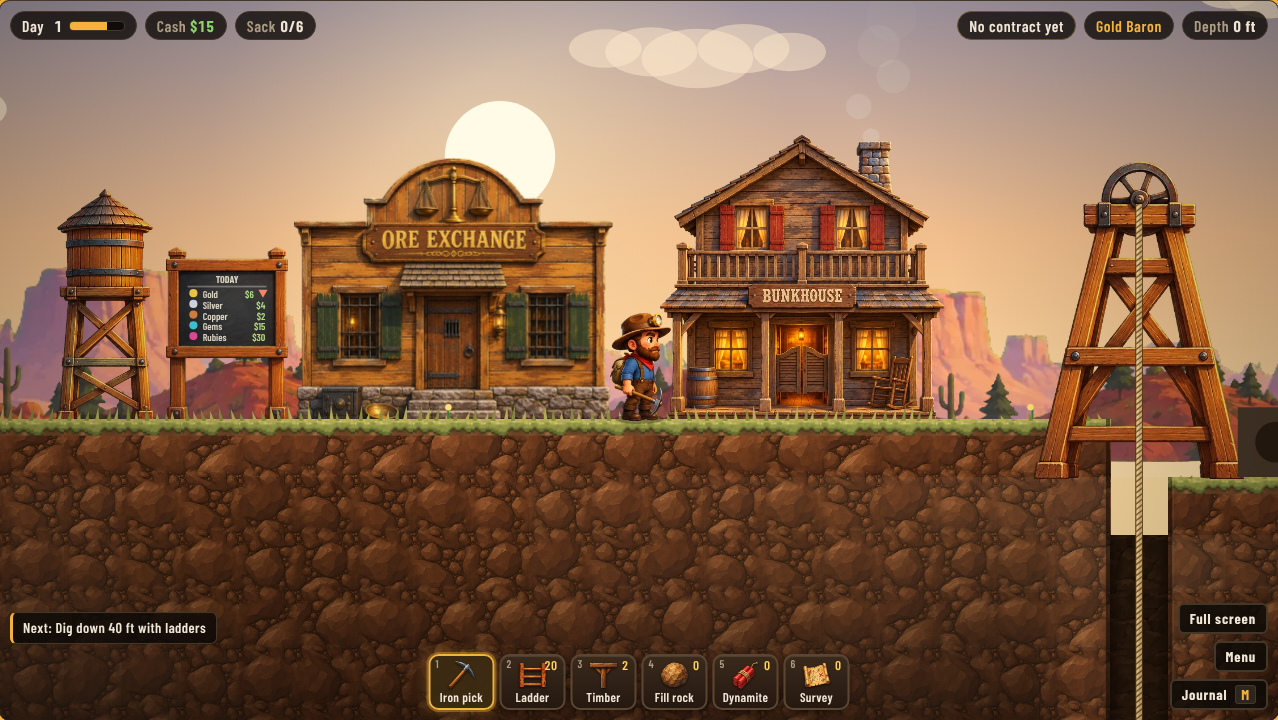 Day 1
Cash $15
Sack 0/6
No contract yet
Gold Baron
Depth 0 ft
ORE EXCHANGE
BUNKHOUSE
TODAY
Gold $6
Silver $4
Copper $2
Gems $15
Rubies $30
Next: Dig down 40 ft with ladders
Full screen
Menu
Journal M
1 Iron pick
2 20 Ladder
3 2 Timber
4 0 Fill rock
5 0 Dynamite
6 0 Survey